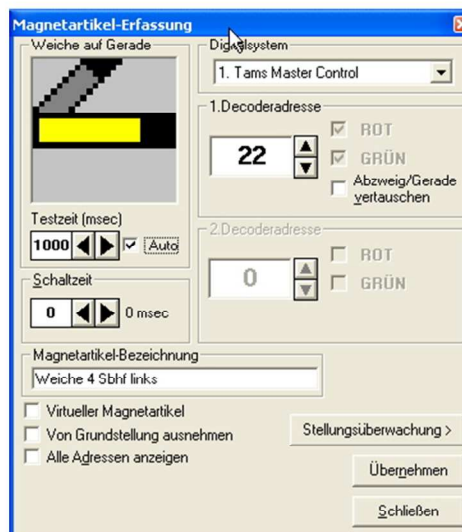 Magnetartikel-Erfassung
Weiche auf Gerade
Digitalsystem
1. Tams Master Control
1.Decoderadresse
22
ROT
GRÜN
Abzweig/Gerade
vertauschen
Testzeit (msec)
1000
Auto
2.Decoderadresse
0
ROT
GRÜN
Schaltzeit
0
0 msec
Magnetartikel-Bezeichnung
Weiche 4 Sbhf links
Virtueller Magnetartikel
Von Grundstellung ausnehmen
Alle Adressen anzeigen
Stellungsüberwachung >
Übernehmen
Schließen